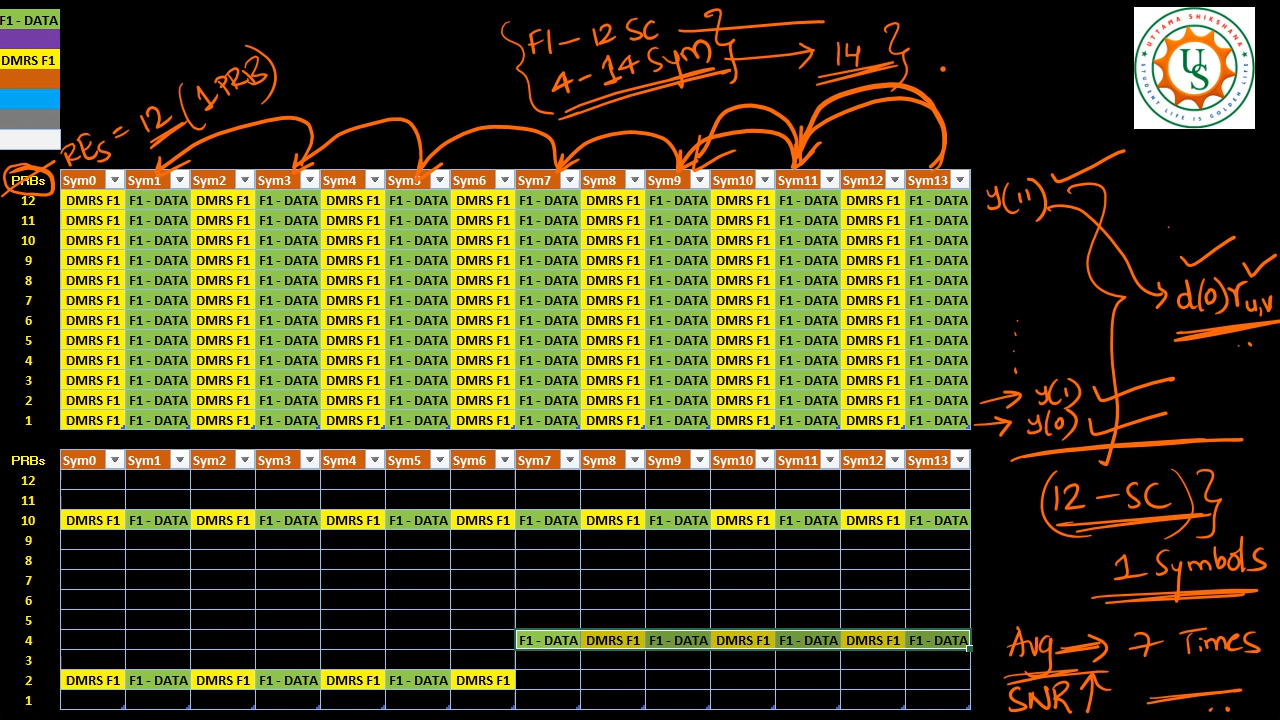 F1 - DATA
DMRS F1
F1 – 12 SC
4 – 14 Sym
14
REs = 12 (1 PRB)
UTTAMA SHIKSHANA
US
STUDENT LIFE IS GOLDEN LIFE
PRBs Sym0 Sym1 Sym2 Sym3 Sym4 Sym5 Sym6 Sym7 Sym8 Sym9 Sym10 Sym11 Sym12 Sym13
12 DMRS F1 F1 - DATA DMRS F1 F1 - DATA DMRS F1 F1 - DATA DMRS F1 F1 - DATA DMRS F1 F1 - DATA DMRS F1 F1 - DATA DMRS F1 F1 - DATA
11 DMRS F1 F1 - DATA DMRS F1 F1 - DATA DMRS F1 F1 - DATA DMRS F1 F1 - DATA DMRS F1 F1 - DATA DMRS F1 F1 - DATA DMRS F1 F1 - DATA
10 DMRS F1 F1 - DATA DMRS F1 F1 - DATA DMRS F1 F1 - DATA DMRS F1 F1 - DATA DMRS F1 F1 - DATA DMRS F1 F1 - DATA DMRS F1 F1 - DATA
9 DMRS F1 F1 - DATA DMRS F1 F1 - DATA DMRS F1 F1 - DATA DMRS F1 F1 - DATA DMRS F1 F1 - DATA DMRS F1 F1 - DATA DMRS F1 F1 - DATA
8 DMRS F1 F1 - DATA DMRS F1 F1 - DATA DMRS F1 F1 - DATA DMRS F1 F1 - DATA DMRS F1 F1 - DATA DMRS F1 F1 - DATA DMRS F1 F1 - DATA
7 DMRS F1 F1 - DATA DMRS F1 F1 - DATA DMRS F1 F1 - DATA DMRS F1 F1 - DATA DMRS F1 F1 - DATA DMRS F1 F1 - DATA DMRS F1 F1 - DATA
6 DMRS F1 F1 - DATA DMRS F1 F1 - DATA DMRS F1 F1 - DATA DMRS F1 F1 - DATA DMRS F1 F1 - DATA DMRS F1 F1 - DATA DMRS F1 F1 - DATA
5 DMRS F1 F1 - DATA DMRS F1 F1 - DATA DMRS F1 F1 - DATA DMRS F1 F1 - DATA DMRS F1 F1 - DATA DMRS F1 F1 - DATA DMRS F1 F1 - DATA
4 DMRS F1 F1 - DATA DMRS F1 F1 - DATA DMRS F1 F1 - DATA DMRS F1 F1 - DATA DMRS F1 F1 - DATA DMRS F1 F1 - DATA DMRS F1 F1 - DATA
3 DMRS F1 F1 - DATA DMRS F1 F1 - DATA DMRS F1 F1 - DATA DMRS F1 F1 - DATA DMRS F1 F1 - DATA DMRS F1 F1 - DATA DMRS F1 F1 - DATA
2 DMRS F1 F1 - DATA DMRS F1 F1 - DATA DMRS F1 F1 - DATA DMRS F1 F1 - DATA DMRS F1 F1 - DATA DMRS F1 F1 - DATA DMRS F1 F1 - DATA
1 DMRS F1 F1 - DATA DMRS F1 F1 - DATA DMRS F1 F1 - DATA DMRS F1 F1 - DATA DMRS F1 F1 - DATA DMRS F1 F1 - DATA DMRS F1 F1 - DATA
PRBs Sym0 Sym1 Sym2 Sym3 Sym4 Sym5 Sym6 Sym7 Sym8 Sym9 Sym10 Sym11 Sym12 Sym13
12
11
10 DMRS F1 F1 - DATA DMRS F1 F1 - DATA DMRS F1 F1 - DATA DMRS F1 F1 - DATA DMRS F1 F1 - DATA DMRS F1 F1 - DATA DMRS F1 F1 - DATA
9
8
7
6
5
4 F1 - DATA DMRS F1 F1 - DATA DMRS F1 F1 - DATA DMRS F1 F1 - DATA
3
2 DMRS F1 F1 - DATA DMRS F1 F1 - DATA DMRS F1 F1 - DATA DMRS F1
1
y(11)
d(0) r u,v
y(1)
y(0)
(12 – SC)
1 Symbols
Avg → 7 Times
SNR ↑